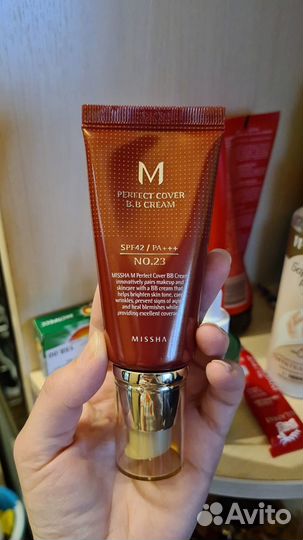 M
PERFECT COVER
B.B CREAM
SPF42 / PA+++
NO.23
MISSHA M Perfect Cover BB Cream
innovatively pairs makeup and
skincare with a BB cream that
helps brighten skin tone, care
wrinkles, prevent signs of aging
and heal blemishes while
providing excellent coverage
MISSHA
Avito